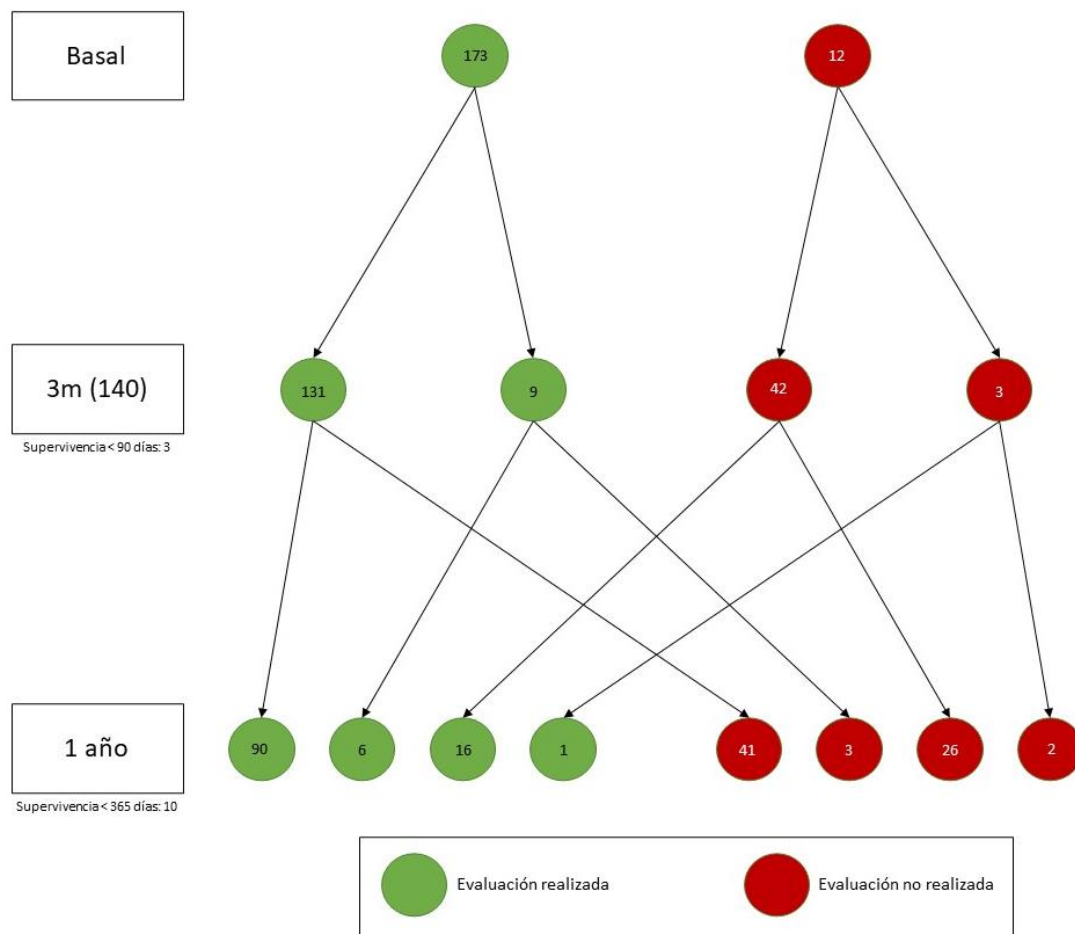 Basal
173
12
3m (140)
Supervivencia < 90 días: 3
131
9
42
3
1 año
Supervivencia < 365 días: 10
90
6
16
1
41
3
26
2
Evaluación realizada
Evaluación no realizada